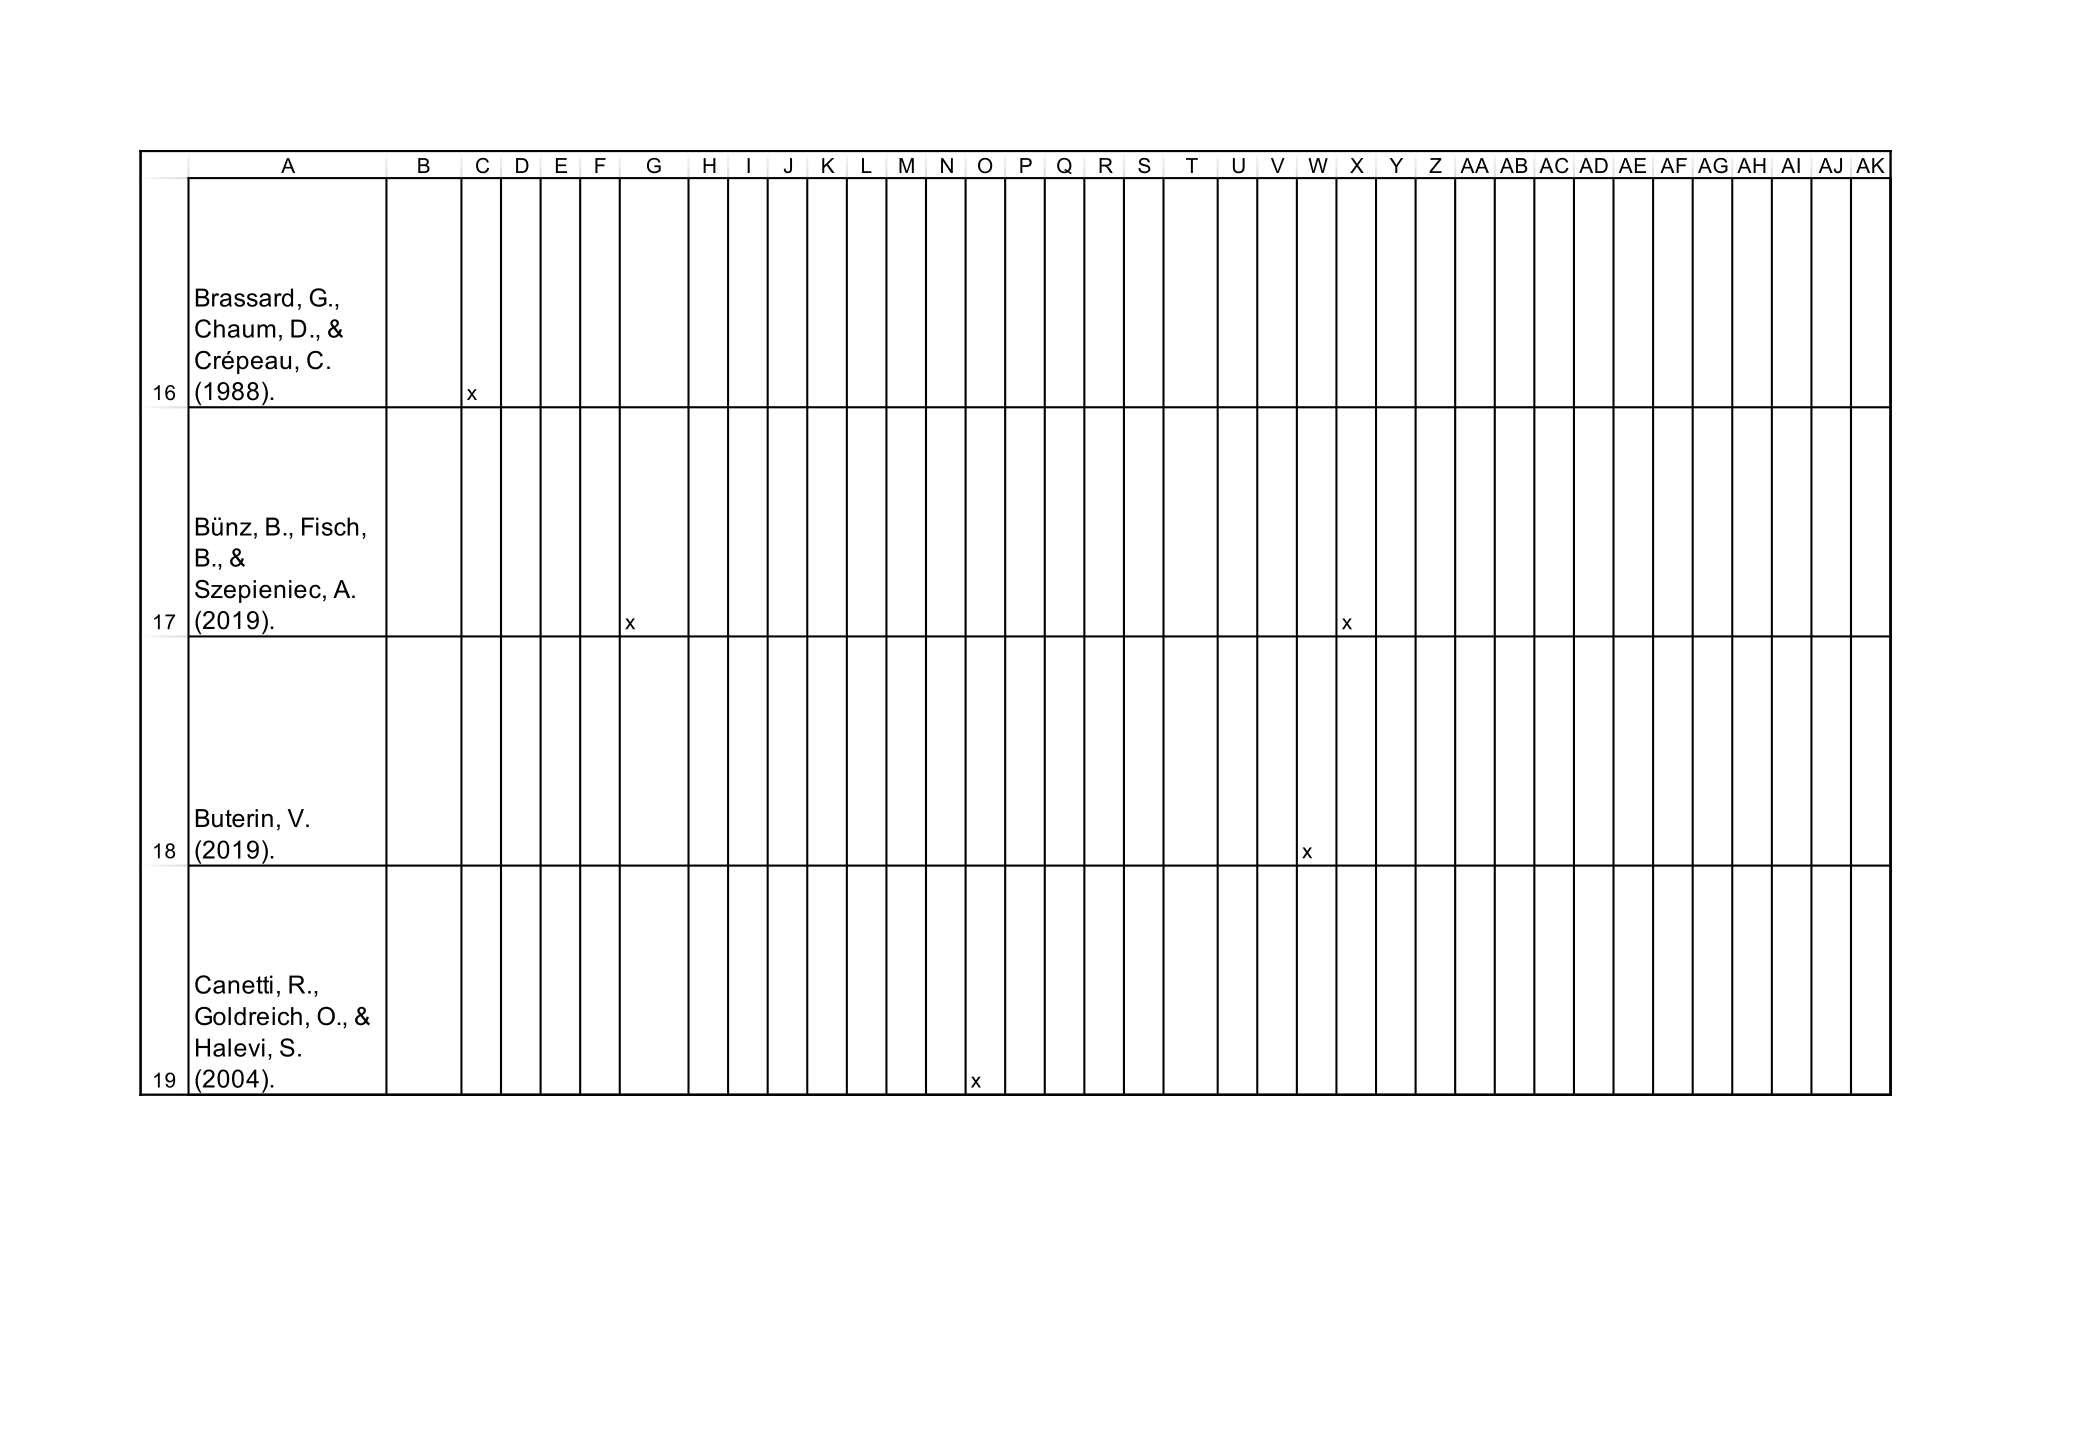 A B C D E F G H I J K L M N O P Q R S T U V W X Y Z AA AB AC AD AE AF AG AH AI AJ AK
Brassard, G.,
Chaum, D., &
Crépeau, C.
16 (1988). x
Bünz, B., Fisch,
B., &
Szepieniec, A.
17 (2019). x x
Buterin, V.
18 (2019). x
Canetti, R.,
Goldreich, O., &
Halevi, S.
19 (2004). x